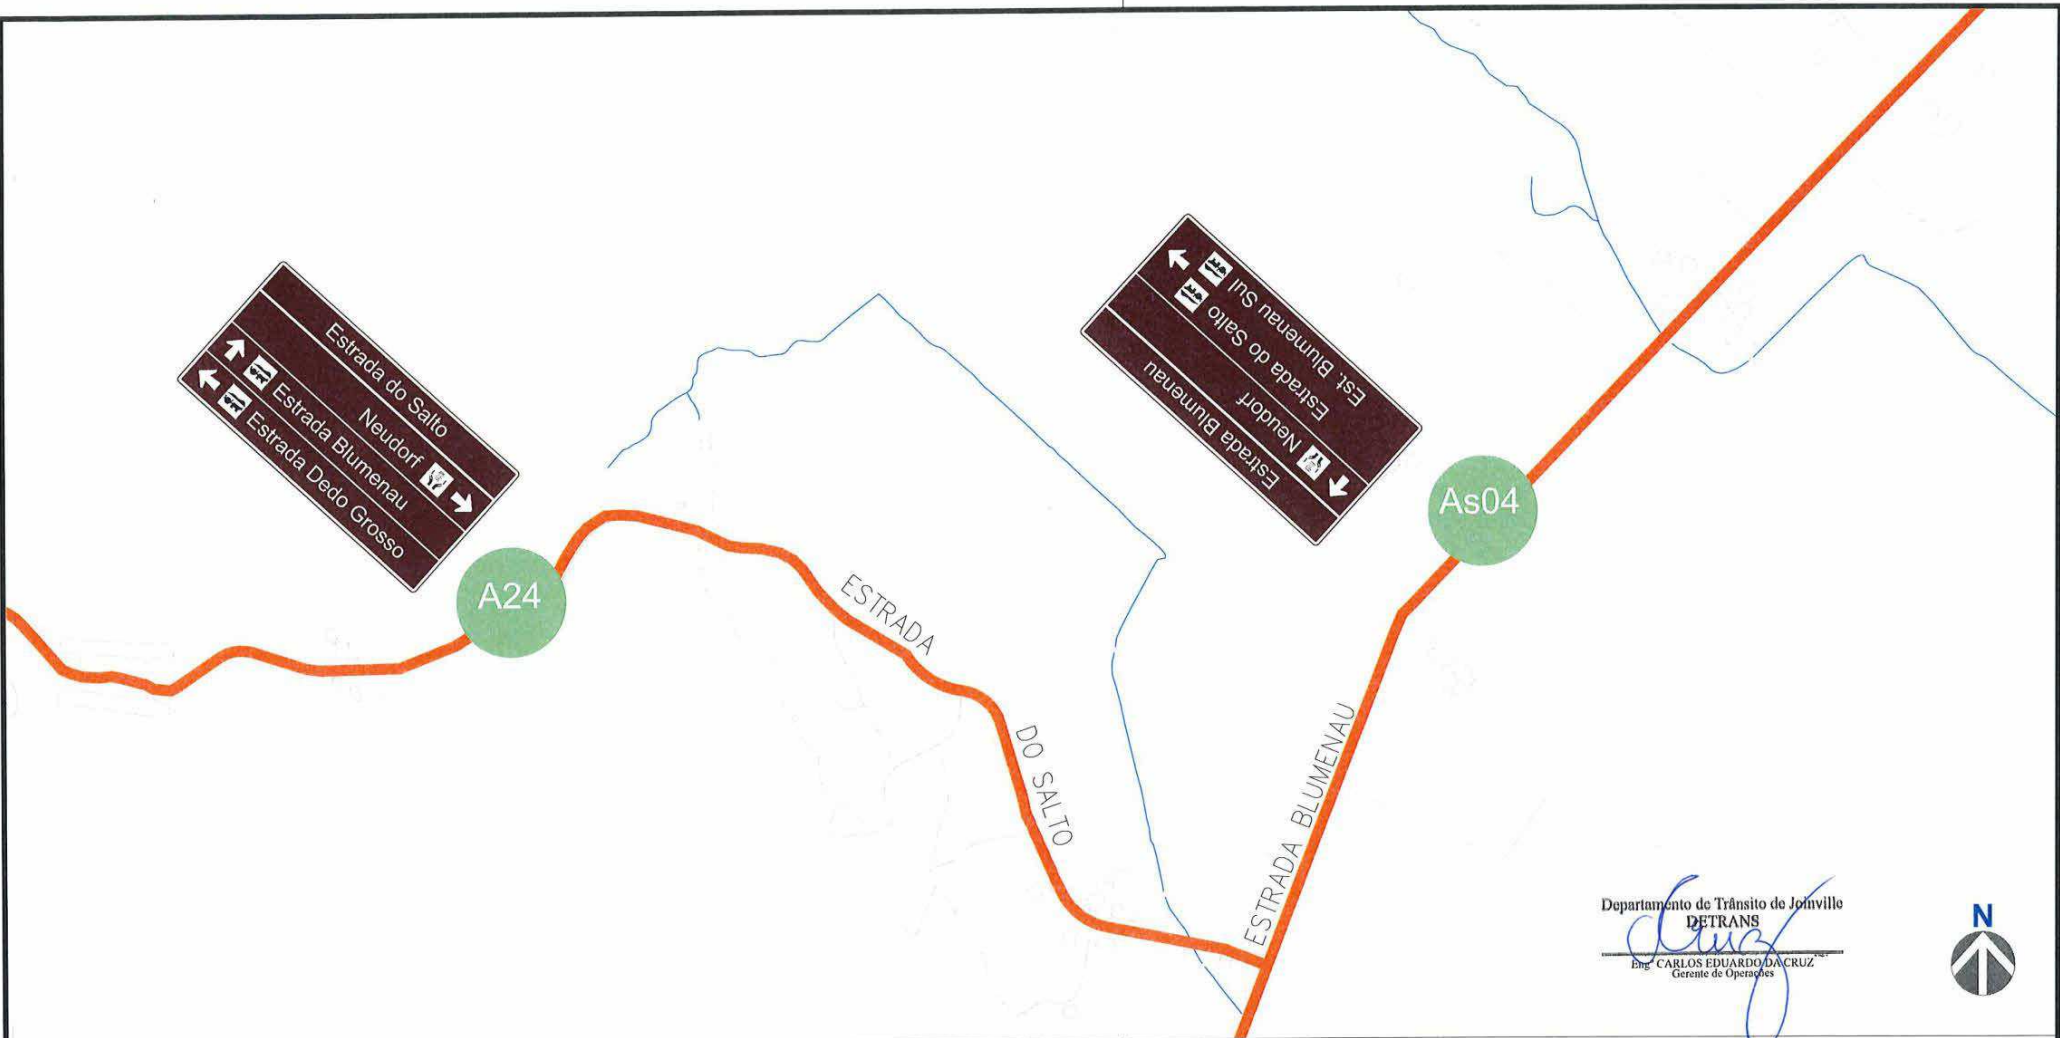 Estrada do Salto
Neudorf
Estrada Blumenau
Estrada Dedo Grosso
A24
Estrada Blumenau
Neudorf
Estrada do Salto
Est. Blumenau Sul
As04
ESTRADA
DO SALTO
ESTRADA BLUMENAU
Departamento de Trânsito de Joinville
DETRANS
Engº CARLOS EDUARDO DA CRUZ
Gerente de Operações
N